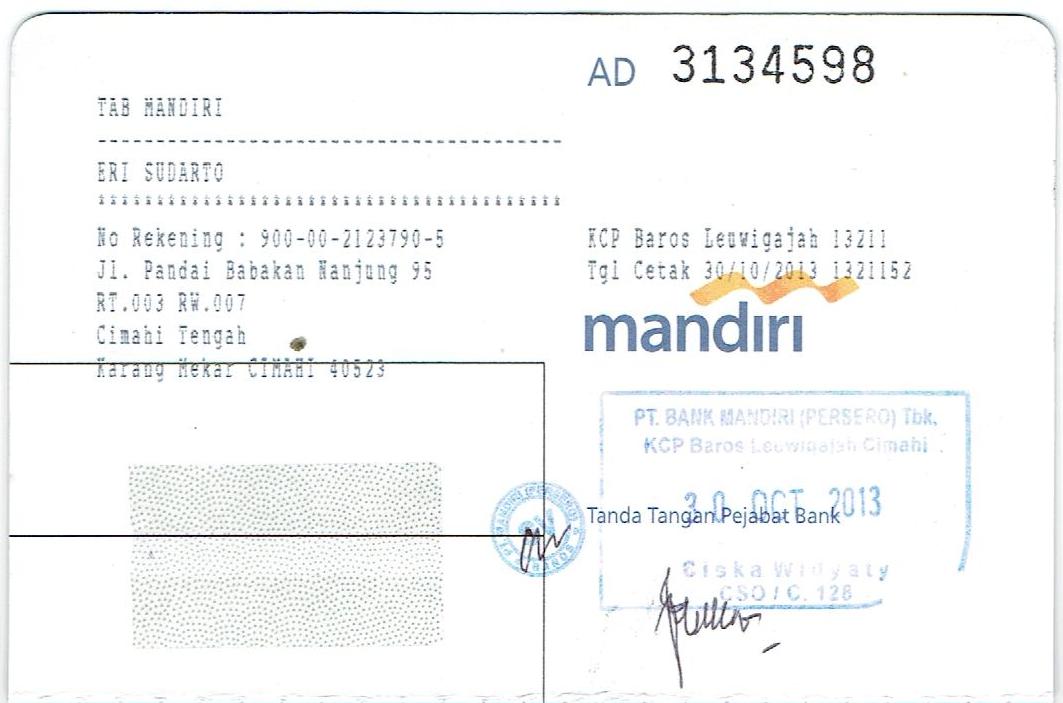 AD 3134598
TAB MANDIRI
ERI SUDARTO
No Rekening : 900-00-2123790-5
Jl. Pandai Babakan Nanjung 95
RT.003 RW.007
Cimahi Tengah
Karang Mekar CIMAHI 40523
KCP Baros Leuwigajah 13211
Tgl Cetak 30/10/2013 1321152
mandiri
PT. BANK MANDIRI (PERSERO) Tbk.
KCP Baros Leuwigajah Cimahi
30 OCT 2013
Tanda Tangan Pejabat Bank
Ciska Widyaty
CSO / C. 128